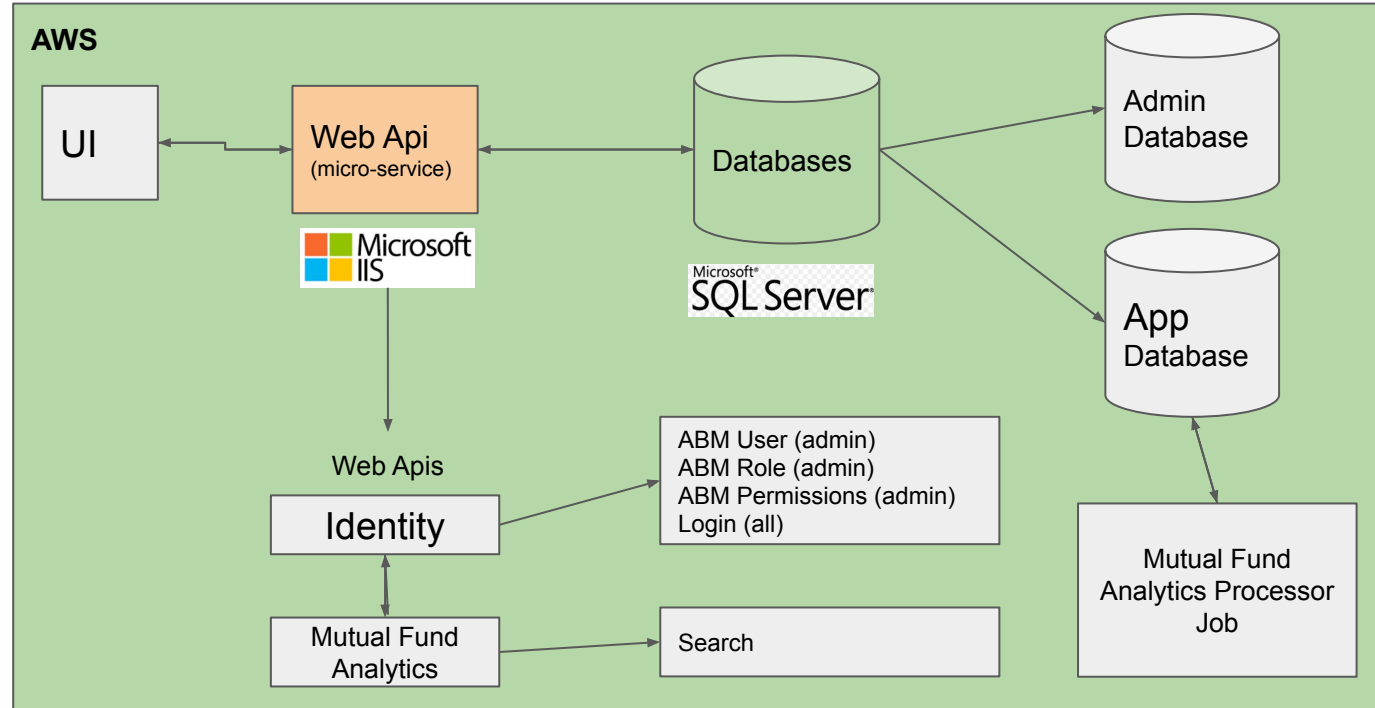 AWS
UI
Web Api
(micro-service)
Microsoft
IIS
Databases
Microsoft®
SQL Server®
Admin
Database
App
Database
Web Apis
Identity
Mutual Fund
Analytics
ABM User (admin)
ABM Role (admin)
ABM Permissions (admin)
Login (all)
Search
Mutual Fund
Analytics Processor
Job